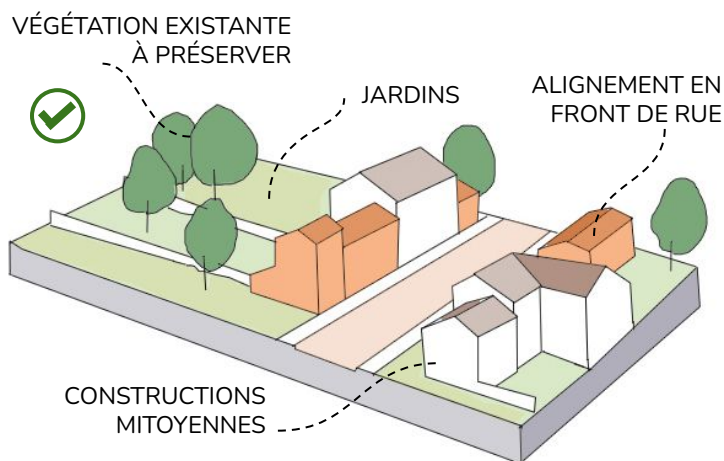 VÉGÉTATION EXISTANTE
À PRÉSERVER
JARDINS
ALIGNEMENT EN
FRONT DE RUE
CONSTRUCTIONS
MITOYENNES